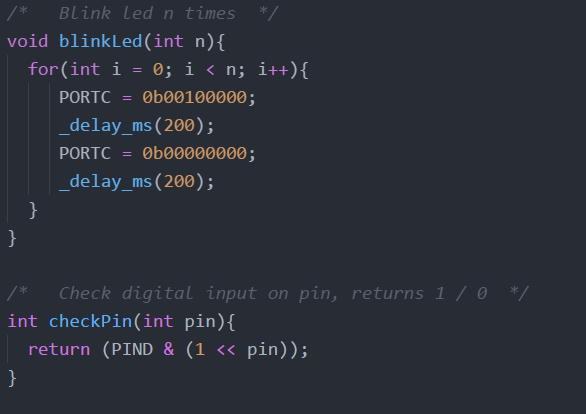 /*   Blink led n times  */
void blinkLed(int n){
  for(int i = 0; i < n; i++){
     PORTC = 0b00100000;
     _delay_ms(200);
     PORTC = 0b00000000;
     _delay_ms(200);
  }
}

/*   Check digital input on pin, returns 1 / 0  */
int checkPin(int pin){
  return (PIND & (1 << pin));
}